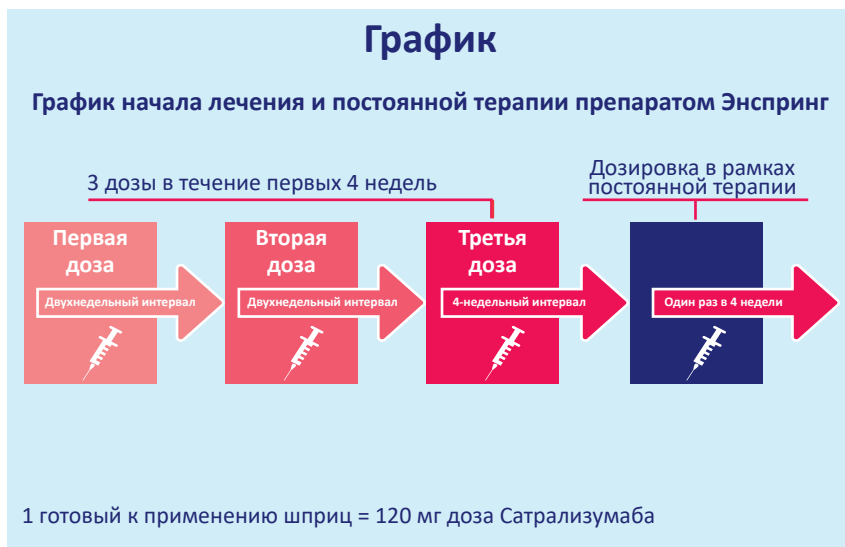 График
График начала лечения и постоянной терапии препаратом Энспринг
3 дозы в течение первых 4 недель
Дозировка в рамках
постоянной терапии
Первая
доза
Двухнедельный интервал
Вторая
доза
Двухнедельный интервал
Третья
доза
4-недельный интервал
Один раз в 4 недели
1 готовый к применению шприц = 120 мг доза Сатрализумаба